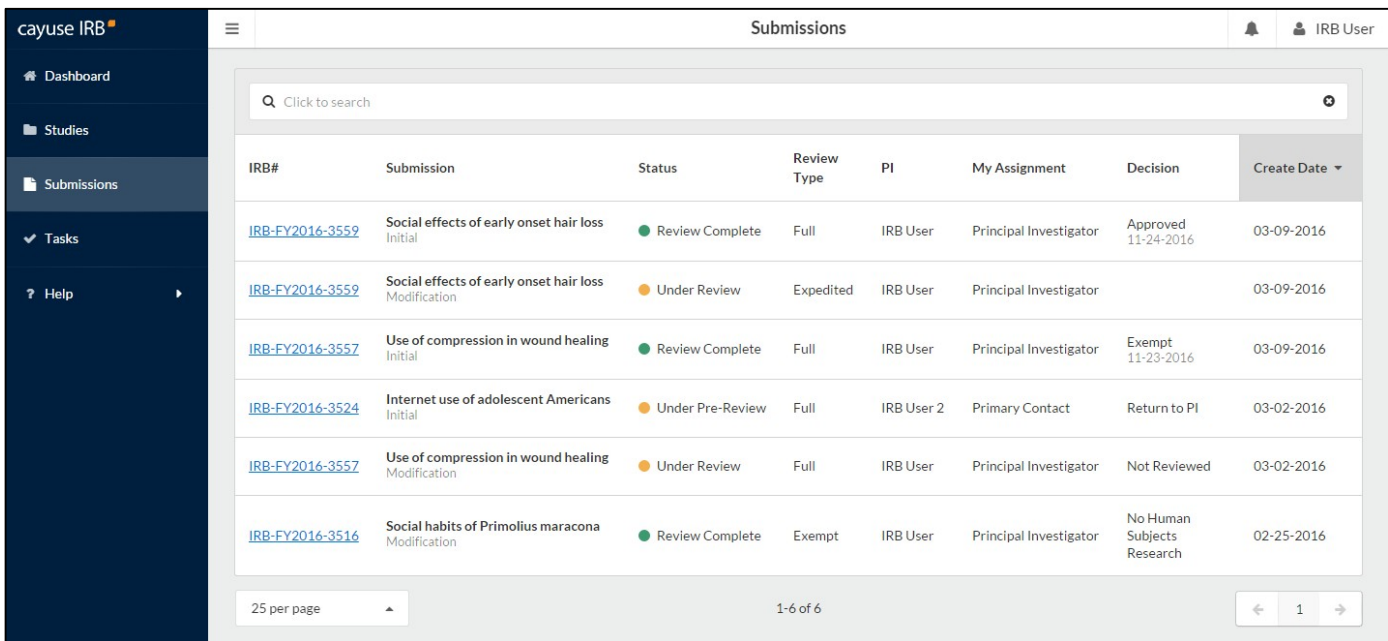 cayuse IRB
Submissions
IRB User
Dashboard
Studies
Submissions
Tasks
? Help
Click to search
IRB# Submission Status Review Type PI My Assignment Decision Create Date
IRB-FY2016-3559 Social effects of early onset hair loss Initial Review Complete Full IRB User Principal Investigator Approved 11-24-2016 03-09-2016
IRB-FY2016-3559 Social effects of early onset hair loss Modification Under Review Expedited IRB User Principal Investigator 03-09-2016
IRB-FY2016-3557 Use of compression in wound healing Initial Review Complete Full IRB User Principal Investigator Exempt 11-23-2016 03-09-2016
IRB-FY2016-3524 Internet use of adolescent Americans Initial Under Pre-Review Full IRB User 2 Primary Contact Return to PI 03-02-2016
IRB-FY2016-3557 Use of compression in wound healing Modification Under Review Full IRB User Principal Investigator Not Reviewed 03-02-2016
IRB-FY2016-3516 Social habits of Primolius maracona Modification Review Complete Exempt IRB User Principal Investigator No Human Subjects Research 02-25-2016
25 per page 1-6 of 6 1